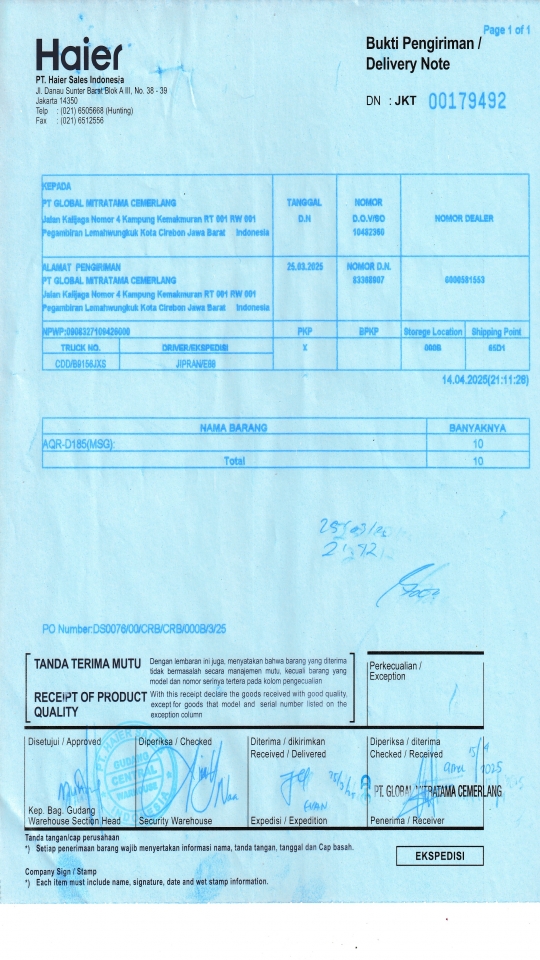 Page 1 of 1
Haier
Bukti Pengiriman /
Delivery Note
PT. Haier Sales Indonesia
Jl. Danau Sunter Barat Blok A III, No. 38 - 39
Jakarta 14350
Telp : (021) 6505668 (Hunting)
Fax : (021) 6512556
DN : JKT 00179492
KEPADA
PT GLOBAL MITRATAMA CEMERLANG
Jalan Kalijaga Nomor 4 Kampung Kemakmuran RT 001 RW 001
Pegambiran Lemahwungkuk Kota Cirebon Jawa Barat Indonesia
TANGGAL
D.N
NOMOR
D.O.V/SO
10482360
NOMOR DEALER
ALAMAT PENGIRIMAN
PT GLOBAL MITRATAMA CEMERLANG
Jalan Kalijaga Nomor 4 Kampung Kemakmuran RT 001 RW 001
Pegambiran Lemahwungkuk Kota Cirebon Jawa Barat Indonesia
25.03.2025
NOMOR D.N.
83388807
6000581553
NPWP:0908327109426000
PKP BPKP Storege Location Shipping Point
TRUCK NO. DRIVER/EKSPEDISI X 000B 85D1
CDD/B9156JXS JIPRAN/E60
14.04.2025(21:11:28)
NAMA BARANG BANYAKNYA
AQR-D185(MSG): 10
Total 10
PO Number:DS0076/00/CRB/CRB/000B/3/25
TANDA TERIMA MUTU
Dengan lembaran ini juga, menyatakan bahwa barang yang diterima
tidak bermasalah secara manajemen mutu, kecuali barang yang
model dan nomor serinya tertera pada kolom pengecualian
RECEIPT OF PRODUCT
QUALITY
With this receipt declare the goods received with good quality,
except for goods that model and serial number listed on the
exception column
Perkecualian /
Exception
Disetujui / Approved
Diperiksa / Checked
Diterima / dikirimkan
Received / Delivered
Diperiksa / diterima
Checked / Received
GUDANG
CENTRAL
WAREHOUSE
EVAN
PT. GLOBAL MITRATAMA CEMERLANG
Kep. Bag. Gudang
Warehouse Section Head
Security Warehouse
Expedisi / Expedition
Penerima / Receiver
Tanda tangan/cap perusahaan
*) Setiap penerimaan barang wajib menyertakan informasi nama, tanda tangan, tanggal dan Cap basah.
EKSPEDISI
Company Sign / Stamp
*) Each item must include name, signature, date and wet stamp information.